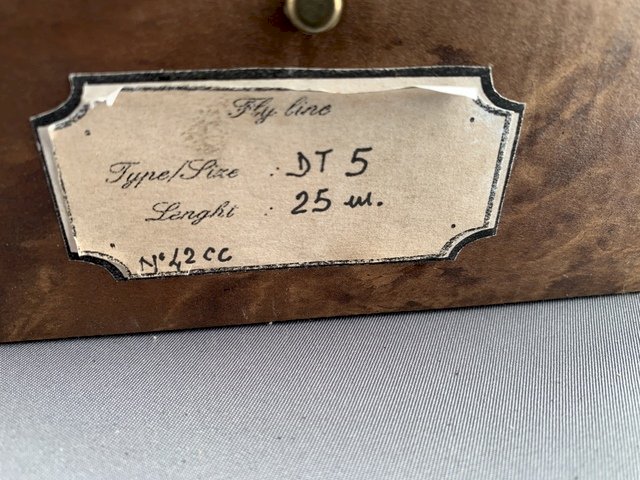 Fly line
Type/Size : DT 5
Lenght : 25 m.
N° 42 CC